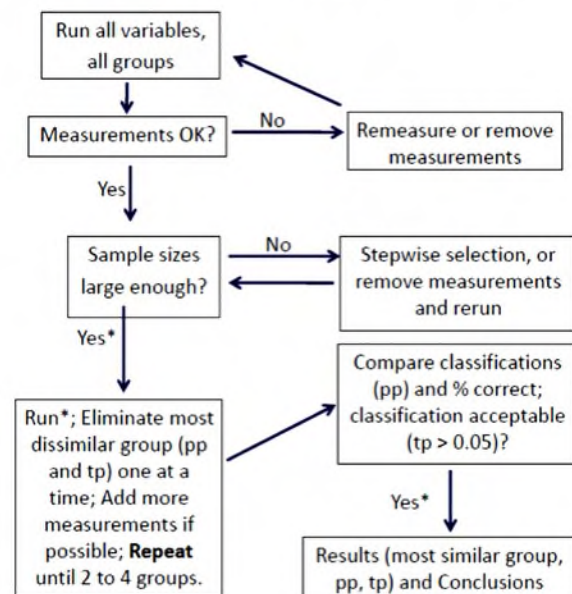 Run all variables,
all groups
Measurements OK?
No
Remeasure or remove
measurements
Yes
Sample sizes
large enough?
No
Stepwise selection, or
remove measurements
and rerun
Yes*
Compare classifications
(pp) and % correct;
classification acceptable
(tp > 0.05)?
Run*; Eliminate most
dissimilar group (pp
and tp) one at a
time; Add more
measurements if
possible; Repeat
until 2 to 4 groups.
Yes*
Results (most similar group,
pp, tp) and Conclusions